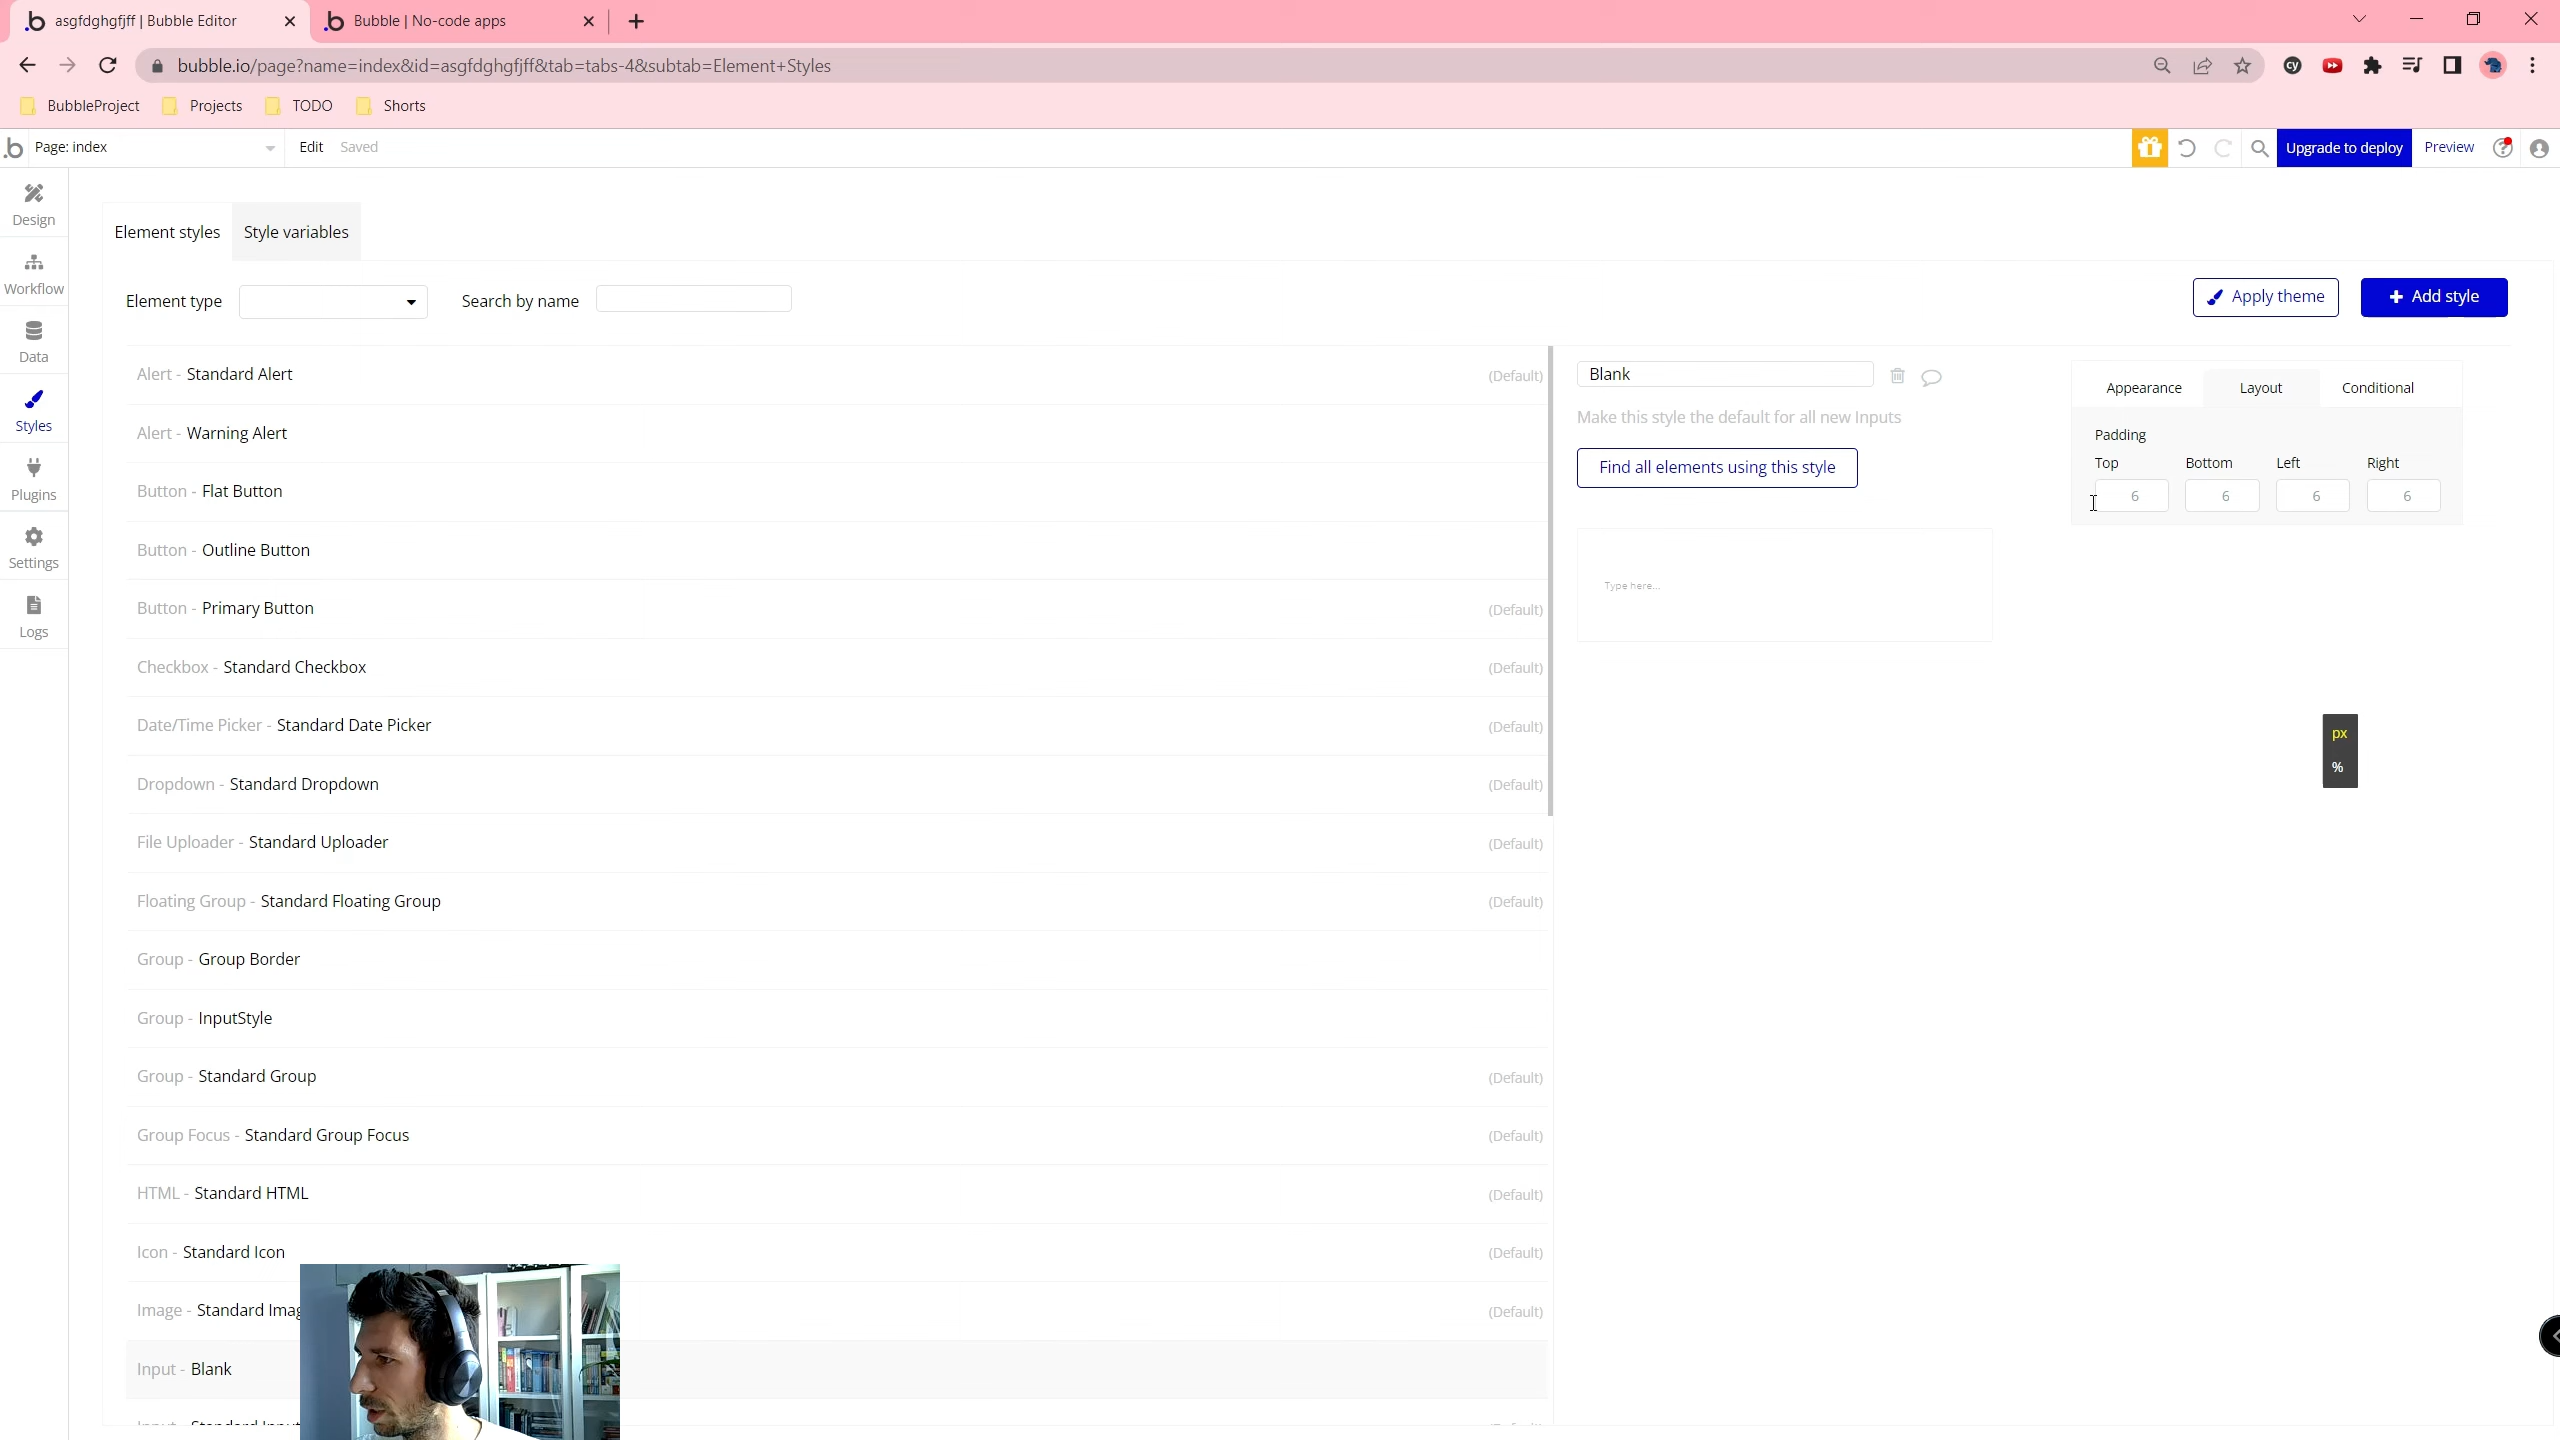 asgfdghgfjff | Bubble Editor
Bubble | No-code apps
bubble.io/page?name=index&id=asgfdghgfjff&tab=tabs-4&subtab=Element+Styles
BubbleProject
Projects
TODO
Shorts
Page: index
Edit
Saved
Upgrade to deploy
Preview
Design
Workflow
Data
Styles
Plugins
Settings
Logs
Element styles
Style variables
Element type
Search by name
Apply theme
+ Add style
Alert - Standard Alert (Default)
Alert - Warning Alert
Button - Flat Button
Button - Outline Button
Button - Primary Button (Default)
Checkbox - Standard Checkbox (Default)
Date/Time Picker - Standard Date Picker (Default)
Dropdown - Standard Dropdown (Default)
File Uploader - Standard Uploader (Default)
Floating Group - Standard Floating Group (Default)
Group - Group Border
Group - InputStyle
Group - Standard Group (Default)
Group Focus - Standard Group Focus (Default)
HTML - Standard HTML (Default)
Icon - Standard Icon (Default)
Image - Standard (Default)
Input - Blank
Blank
Make this style the default for all new Inputs
Find all elements using this style
Type here...
Appearance
Layout
Conditional
Padding
Top Bottom Left Right
6 6 6 6
px
%